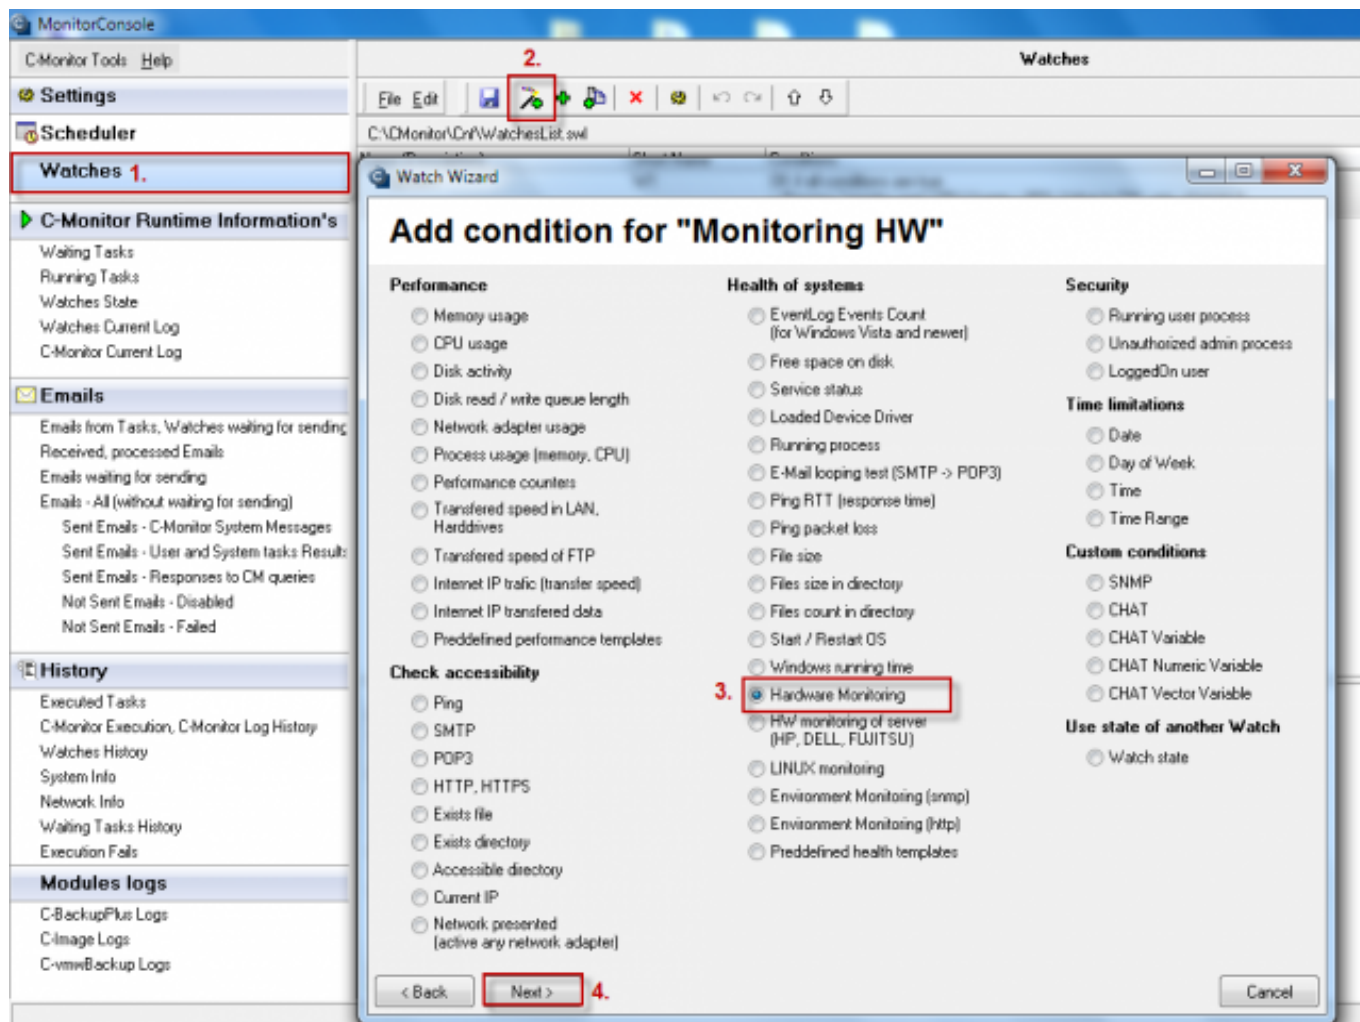 MonitorConsole
C-Monitor Tools Help
Settings
Scheduler
Watches 1.
C-Monitor Runtime Information's
Waiting Tasks
Running Tasks
Watches State
Watches Current Log
C-Monitor Current Log
Emails
Emails from Tasks, Watches waiting for sending
Received, processed Emails
Emails waiting for sending
Emails - All (without waiting for sending)
Sent Emails - C-Monitor System Messages
Sent Emails - User and System tasks Results
Sent Emails - Responses to CM queries
Not Sent Emails - Disabled
Not Sent Emails - Failed
History
Executed Tasks
C-Monitor Execution, C-Monitor Log History
Watches History
System Info
Network Info
Waiting Tasks History
Execution Fails
Modules logs
C-BackupPlus Logs
C-Image Logs
C-vmwBackup Logs
2.
Watches
File Edit
C:\CMonitor\Cnf\WatchesList.swl
Watch Wizard
Add condition for "Monitoring HW"
Performance
Memory usage
CPU usage
Disk activity
Disk read / write queue length
Network adapter usage
Process usage (memory, CPU)
Performance counters
Transfered speed in LAN,
Harddrives
Transfered speed of FTP
Internet IP trafic (transfer speed)
Internet IP transfered data
Preddefined performance templates
Check accessibility
Ping
SMTP
POP3
HTTP, HTTPS
Exists file
Exists directory
Accessible directory
Current IP
Network presented
(active any network adapter)
Health of systems
EventLog Events Count
(for Windows Vista and newer)
Free space on disk
Service status
Loaded Device Driver
Running process
E-Mail looping test (SMTP -> POP3)
Ping RTT (response time)
Ping packet loss
File size
Files size in directory
Files count in directory
Start / Restart OS
Windows running time
3. Hardware Monitoring
HW monitoring of server
(HP, DELL, FUJITSU)
LINUX monitoring
Environment Monitoring (snmp)
Environment Monitoring (http)
Preddefined health templates
Security
Running user process
Unauthorized admin process
LoggedOn user
Time limitations
Date
Day of Week
Time
Time Range
Custom conditions
SNMP
CHAT
CHAT Variable
CHAT Numeric Variable
CHAT Vector Variable
Use state of another Watch
Watch state
< Back
Next > 4.
Cancel